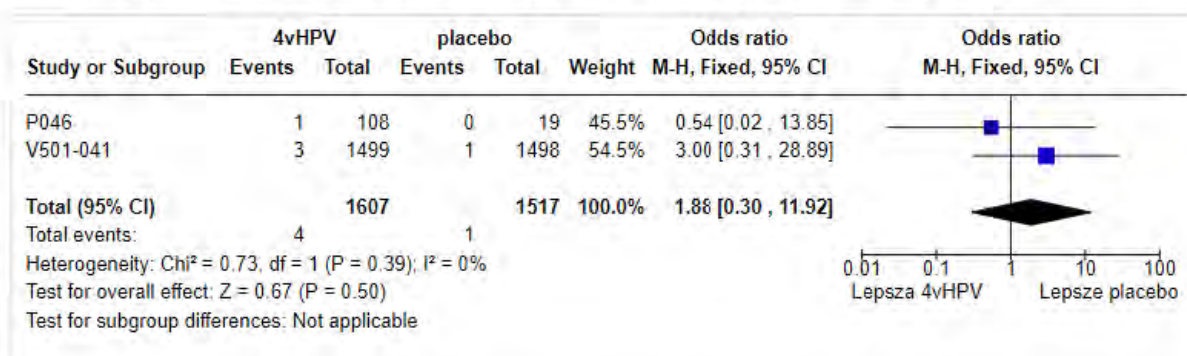 4vHPV placebo Odds ratio Odds ratio
Study or Subgroup Events Total Events Total Weight M-H, Fixed, 95% CI M-H, Fixed, 95% CI
P046 1 108 0 19 45.5% 0.54 [0.02 , 13.85]
V501-041 3 1499 1 1498 54.5% 3.00 [0.31 , 28.89]
Total (95% CI) 1607 1517 100.0% 1.88 [0.30 , 11.92]
Total events: 4 1
Heterogeneity: Chi² = 0.73, df = 1 (P = 0.39); I² = 0%
Test for overall effect: Z = 0.67 (P = 0.50)
Test for subgroup differences: Not applicable
0.01 0.1 1 10 100
Lepsza 4vHPV Lepsze placebo